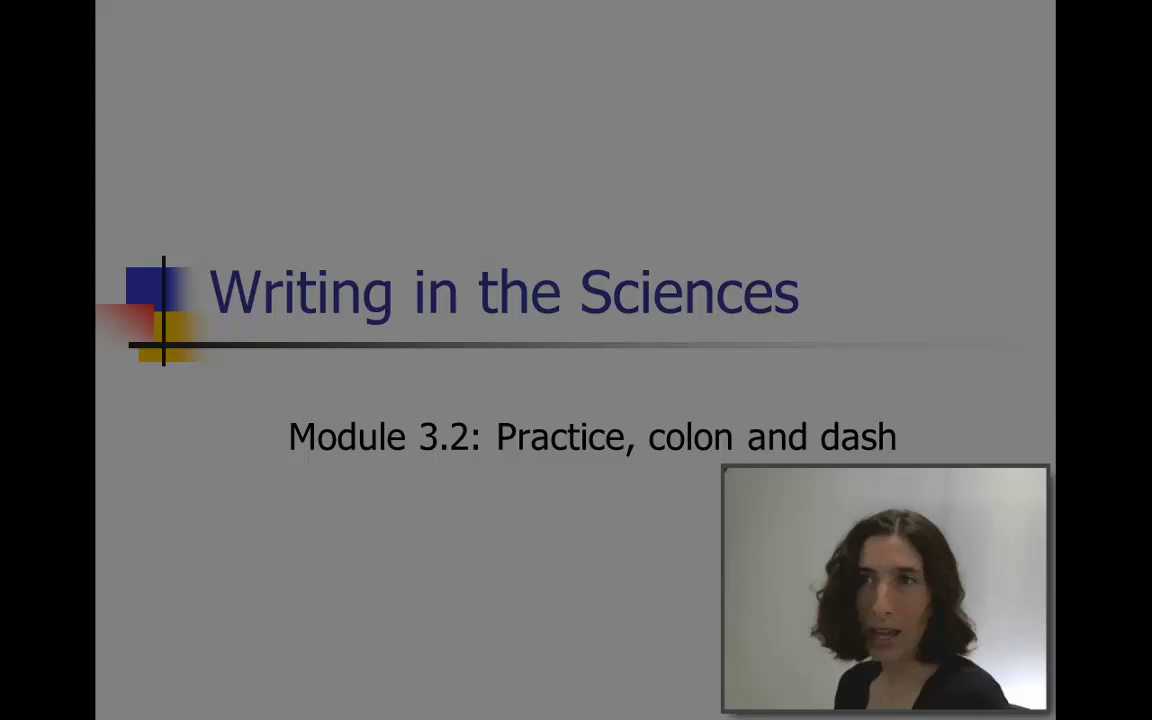 Writing in the Sciences
Module 3.2: Practice, colon and dash